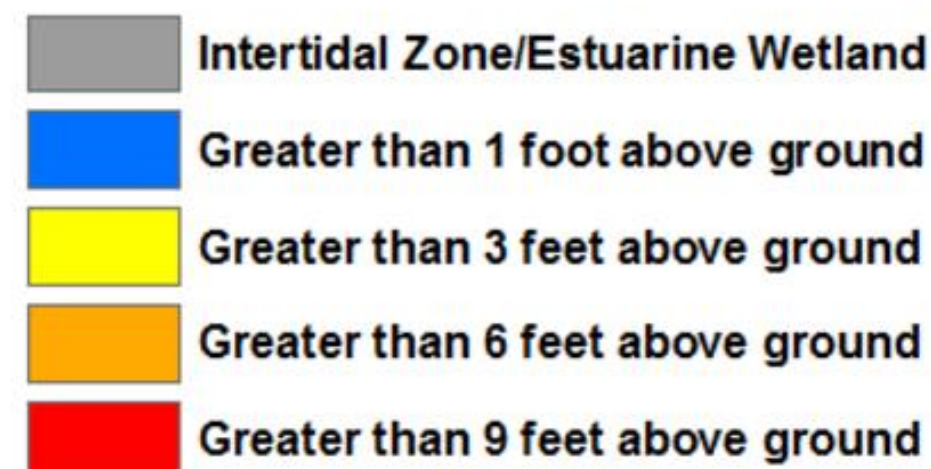 Intertidal Zone/Estuarine Wetland
Greater than 1 foot above ground
Greater than 3 feet above ground
Greater than 6 feet above ground
Greater than 9 feet above ground